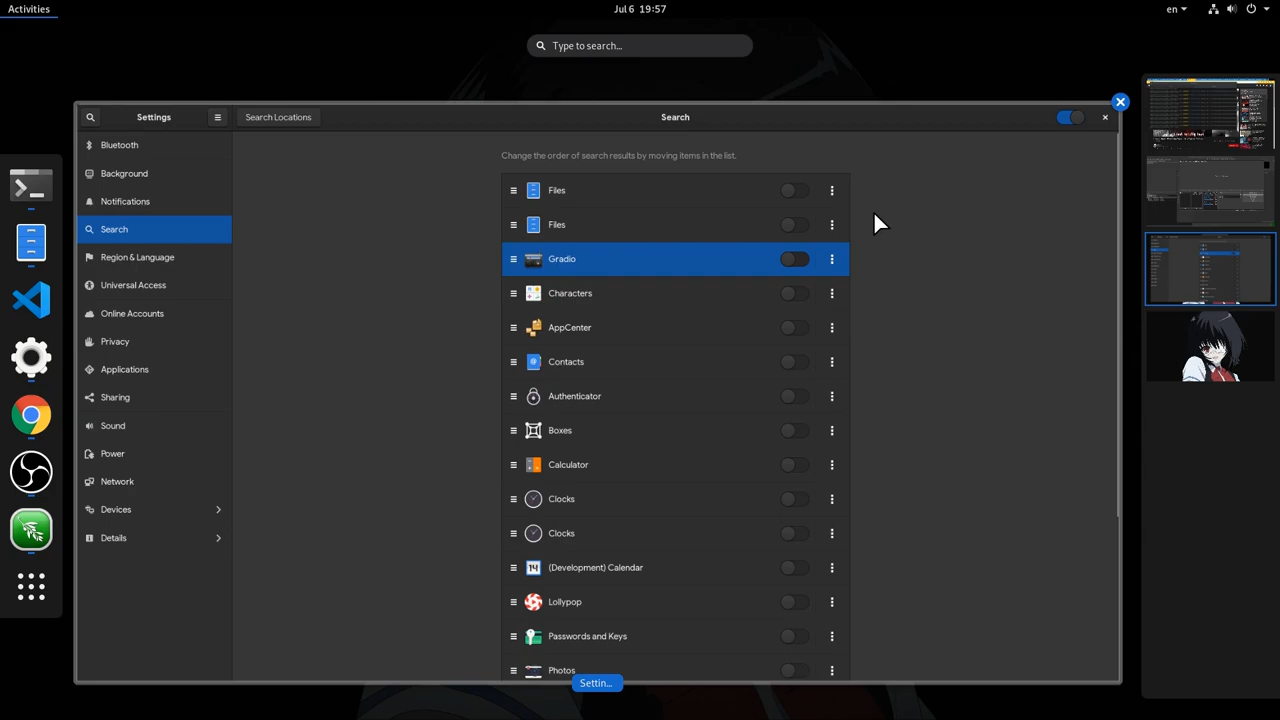 Activities
Jul 6 19:57
en
Type to search...
Settings
Search Locations
Search
Bluetooth
Background
Notifications
Search
Region & Language
Universal Access
Online Accounts
Privacy
Applications
Sharing
Sound
Power
Network
Devices
Details
Change the order of search results by moving items in the list.
Files
Files
Gradio
Characters
AppCenter
Contacts
Authenticator
Boxes
Calculator
Clocks
Clocks
(Development) Calendar
Lollypop
Passwords and Keys
Photos
Settin...